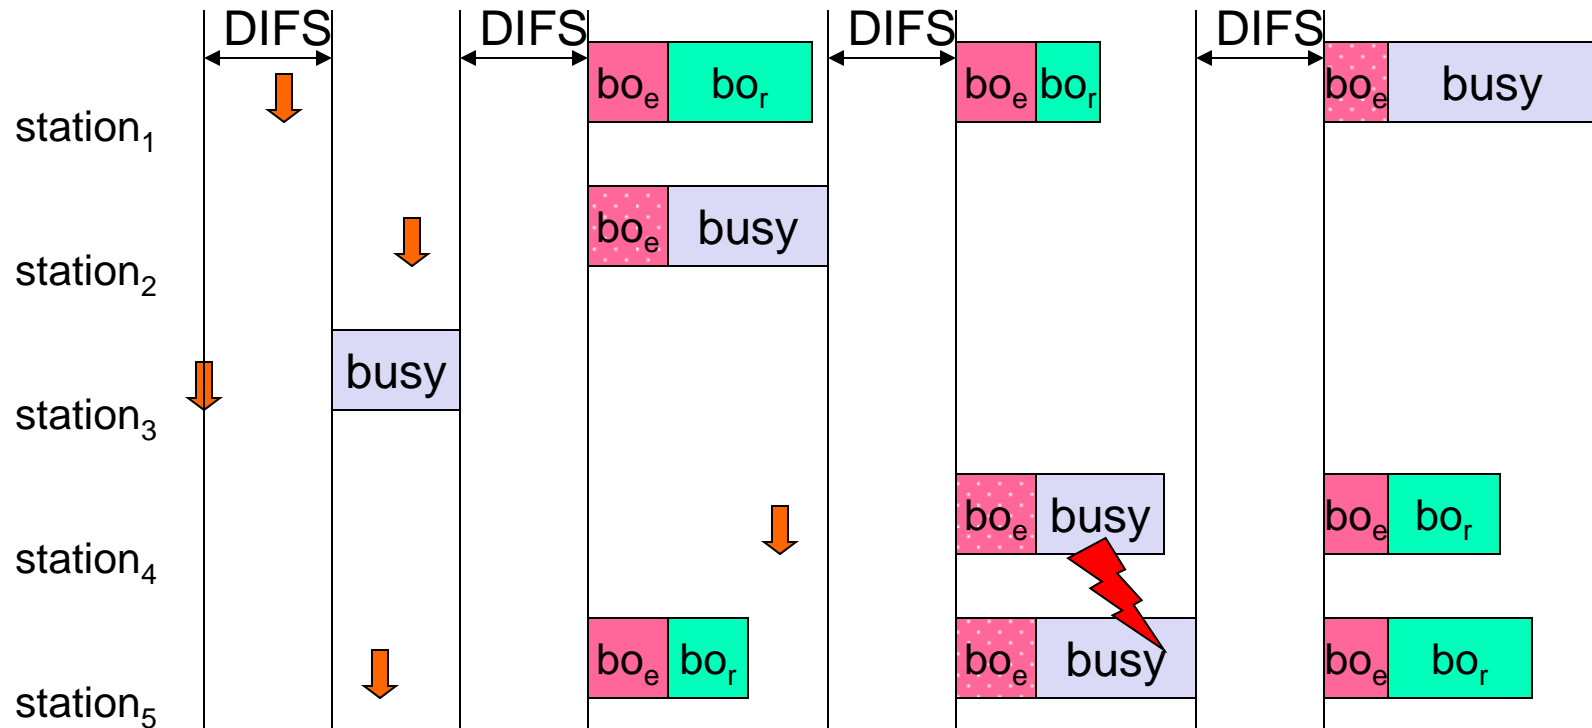 DIFS DIFS DIFS DIFS
station₁ boₑ boᵣ boₑ boᵣ boₑ busy
station₂ boₑ busy
station₃ busy
station₄ boₑ busy boₑ boᵣ
station₅ boₑ boᵣ boₑ busy boₑ boᵣ